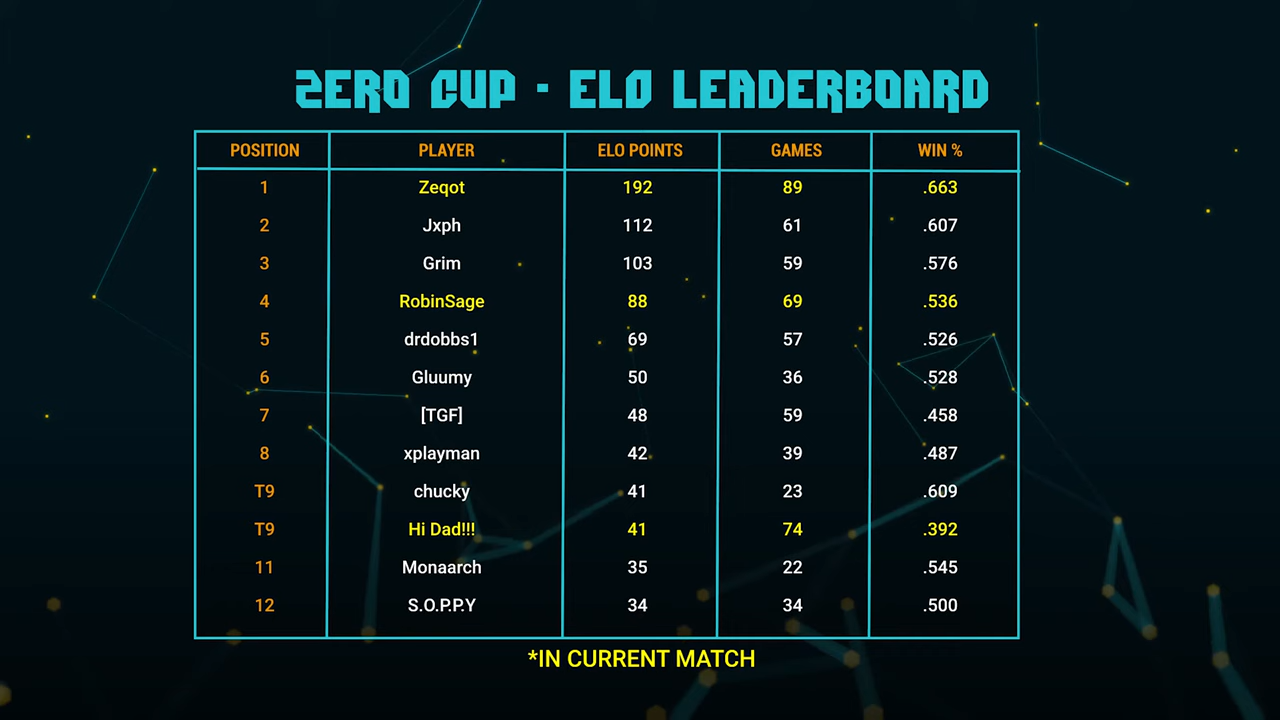 ZERO CUP - ELO LEADERBOARD
POSITION PLAYER ELO POINTS GAMES WIN %
1 Zeqot 192 89 .663
2 Jxph 112 61 .607
3 Grim 103 59 .576
4 RobinSage 88 69 .536
5 drdobbs1 69 57 .526
6 Gluumy 50 36 .528
7 [TGF] 48 59 .458
8 xplayman 42 39 .487
T9 chucky 41 23 .609
T9 Hi Dad!!! 41 74 .392
11 Monaarch 35 22 .545
12 S.O.P.P.Y 34 34 .500
*IN CURRENT MATCH